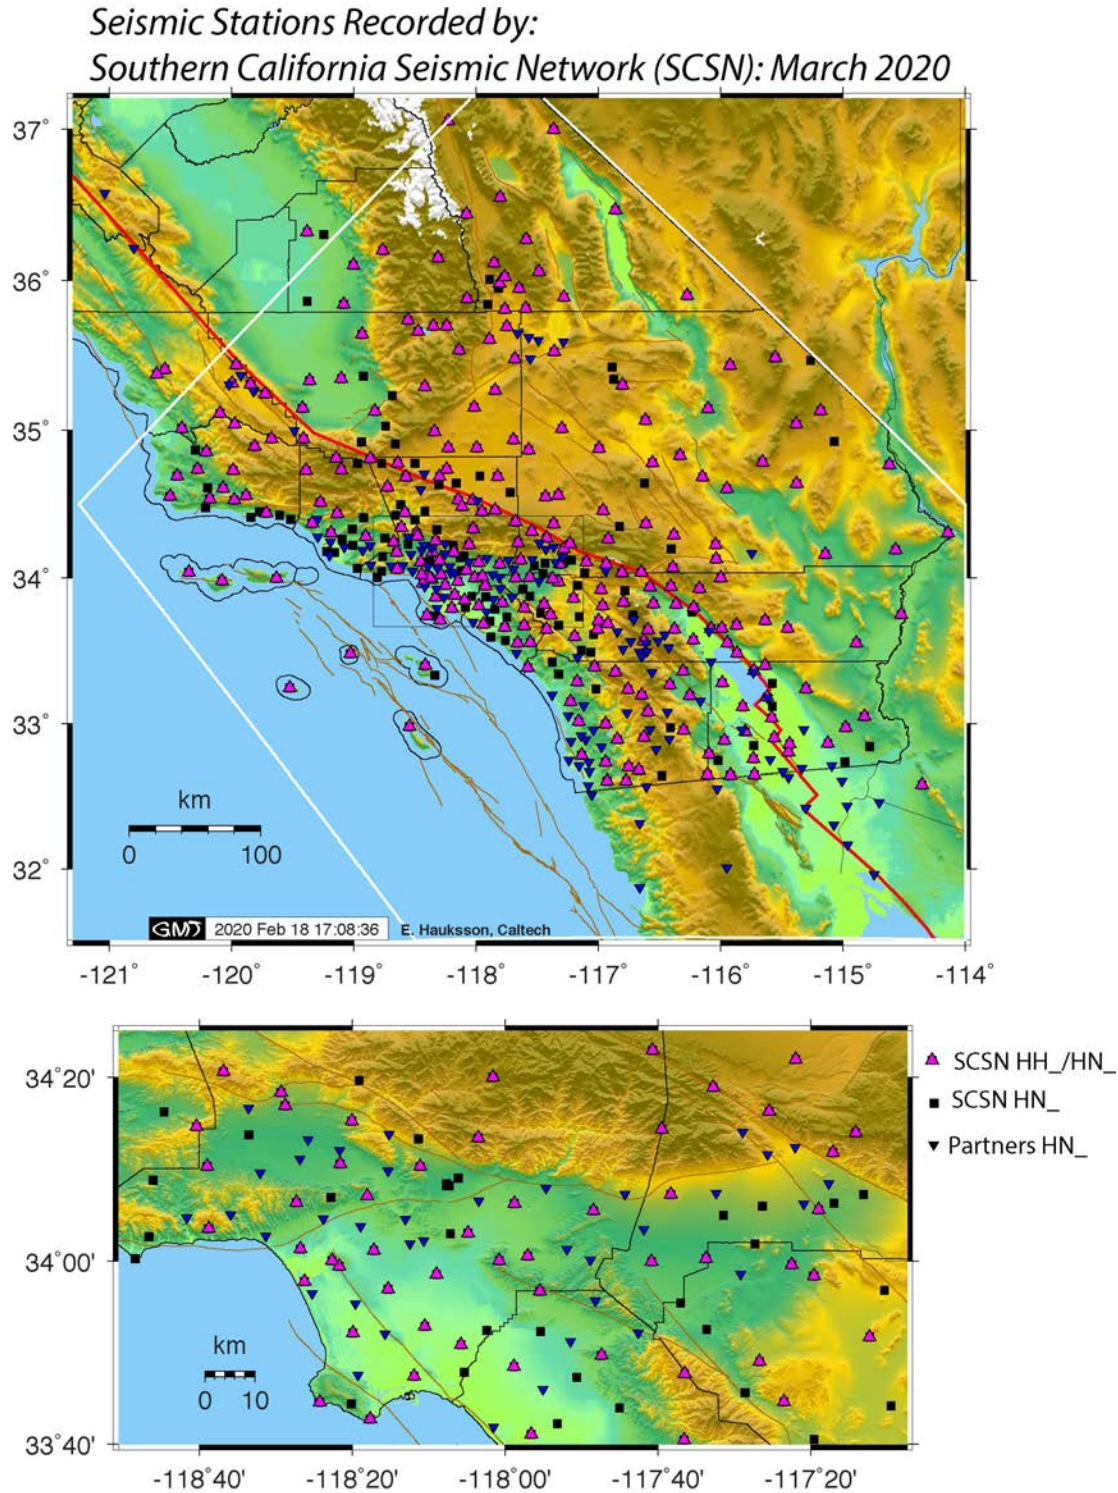 Seismic Stations Recorded by:
Southern California Seismic Network (SCSN): March 2020
37°
36°
35°
34°
33°
32°
km
0 100
GMT 2020 Feb 18 17:08:36 E. Hauksson, Caltech
-121° -120° -119° -118° -117° -116° -115° -114°
34°20'
34°00'
33°40'
km
0 10
-118°40' -118°20' -118°00' -117°40' -117°20'
SCSN HH_/HN_
SCSN HN_
Partners HN_